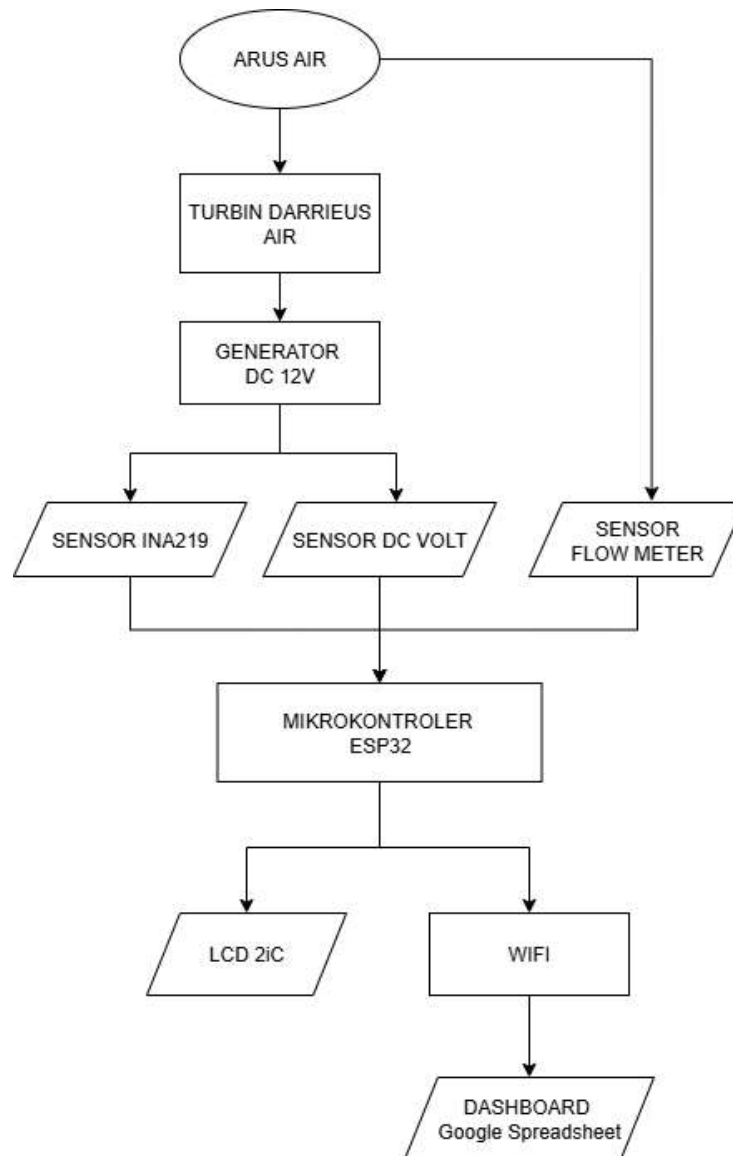 ARUS AIR
TURBIN DARRIEUS
AIR
GENERATOR
DC 12V
SENSOR INA219
SENSOR DC VOLT
SENSOR
FLOW METER
MIKROKONTROLER
ESP32
LCD 2iC
WIFI
DASHBOARD
Google Spreadsheet